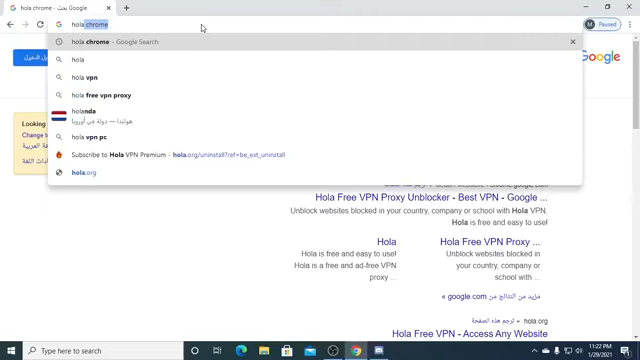 hola chrome - بحث Google
hola chrome
Paused
hola chrome - Google Search
hola
hola vpn
hola free vpn proxy
holanda
هولندا — دولة في أوروبا
hola vpn pc
Subscribe to Hola VPN Premium - hola.org/uninstall?ref=be_ext_uninstall
hola.org
Google
Looking
Change to
Hola Free VPN Proxy Unblocker - Best VPN - Google ...
Unblock websites blocked in your country, company or school with Hola VPN.
Hola is free and easy to use!
Hola
Hola is free and easy to use!
Hola is a free and ad-free VPN
proxy
Hola Free VPN Proxy ...
Unblock websites blocked
in your country, company or
school with ...
مزيد من النتائج من google.com »
hola.org
ترجم هذه الصفحة
Hola Free VPN - Access Any Website
Type here to search
11:22 PM
1/29/2021